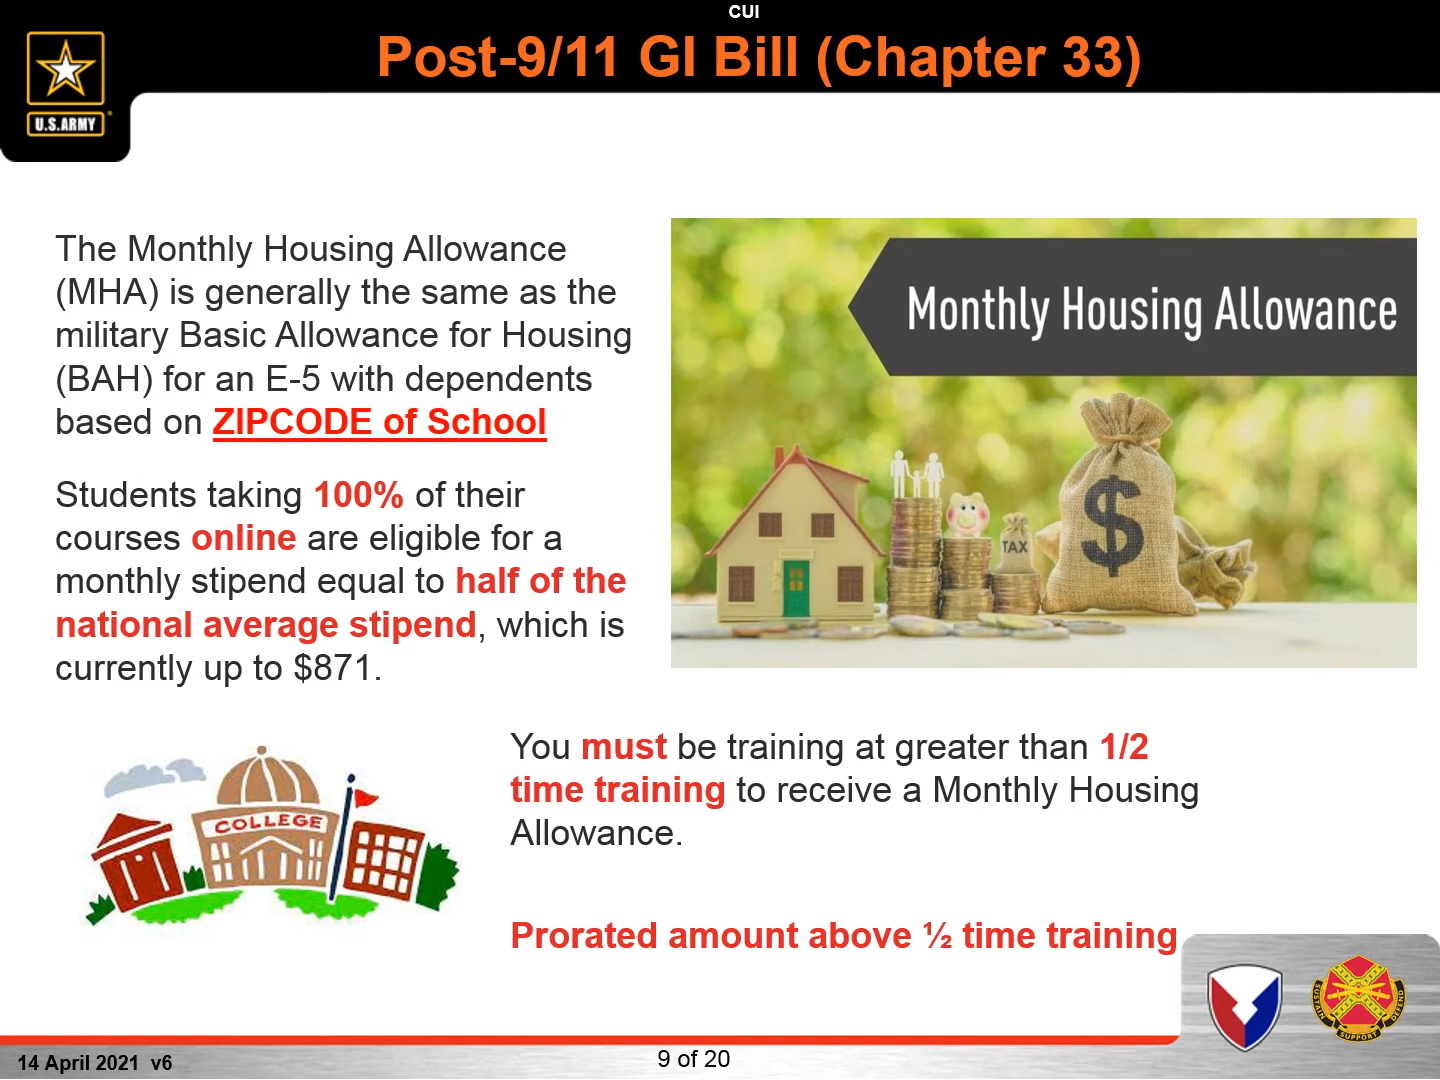 CUI
Post-9/11 GI Bill (Chapter 33)
U.S.ARMY
The Monthly Housing Allowance
(MHA) is generally the same as the
military Basic Allowance for Housing
(BAH) for an E-5 with dependents
based on ZIPCODE of School
Monthly Housing Allowance
$
TAX
Students taking 100% of their
courses online are eligible for a
monthly stipend equal to half of the
national average stipend, which is
currently up to $871.
COLLEGE
You must be training at greater than 1/2
time training to receive a Monthly Housing
Allowance.
Prorated amount above ½ time training
SUSTAIN
SUPPORT
DEFEND
14 April 2021 v6
9 of 20